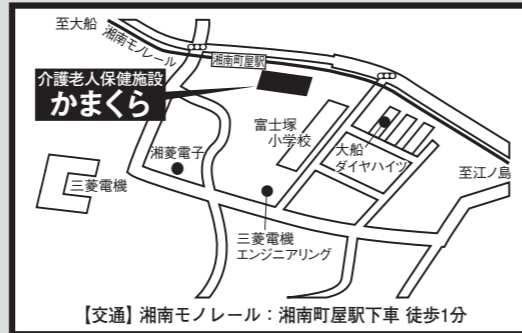 至大船
湘南モノレール
湘南町屋駅
介護老人保健施設
かまくら
富士塚
小学校
大船
ダイヤハイツ
湘菱電子
至江ノ島
三菱電機
三菱電機
エンジニアリング
【交通】湘南モノレール:湘南町屋駅下車 徒歩1分